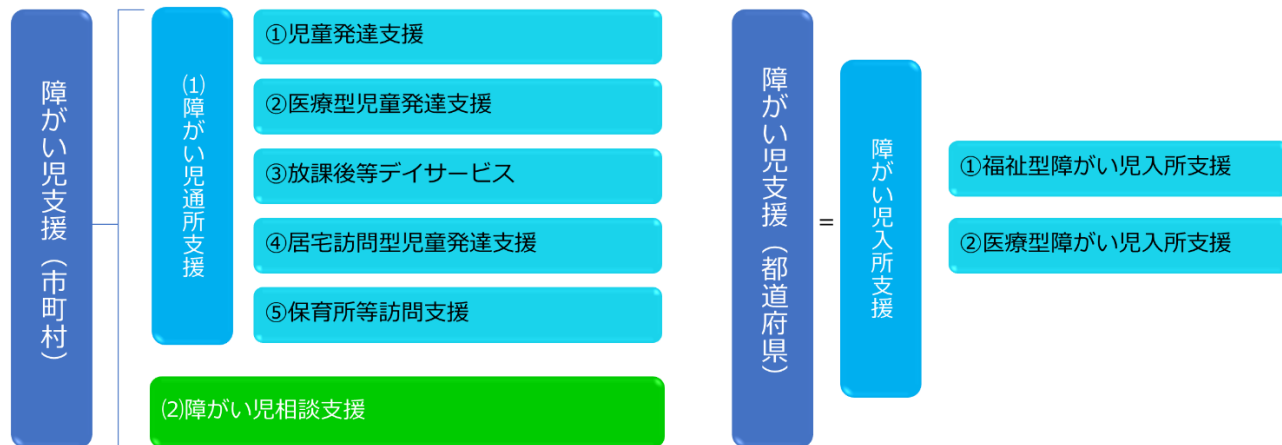 障がい児支援（市町村）
⑴障がい児通所支援
①児童発達支援
②医療型児童発達支援
③放課後等デイサービス
④居宅訪問型児童発達支援
⑤保育所等訪問支援
⑵障がい児相談支援
障がい児支援（都道府県）
=
障がい児入所支援
①福祉型障がい児入所支援
②医療型障がい児入所支援